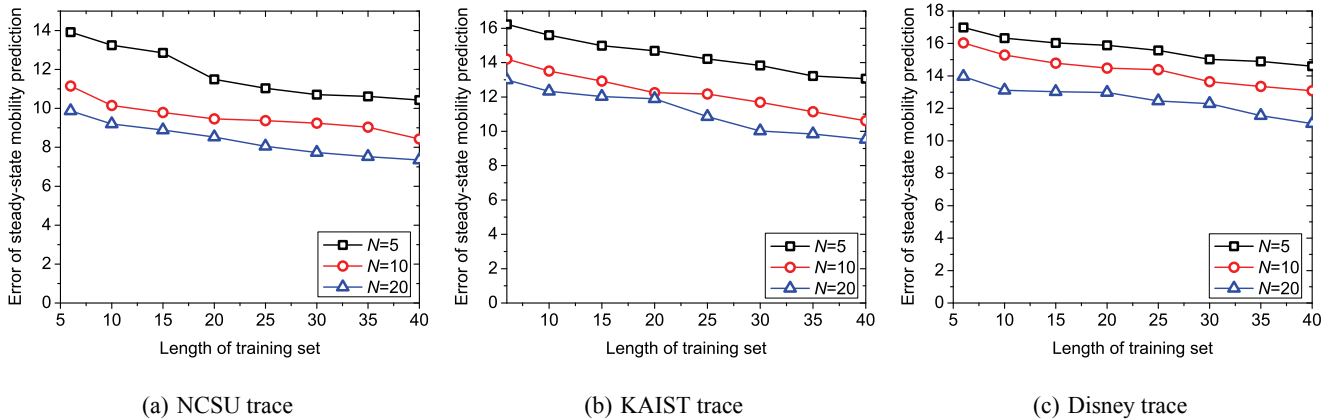 Error of steady-state mobility prediction
14
12
10
8
6
4
2
0
5 10 15 20 25 30 35 40
Length of training set
N=5
N=10
N=20
(a) NCSU trace
Error of steady-state mobility prediction
16
14
12
10
8
6
4
2
0
10 15 20 25 30 35 40
Length of training set
N=5
N=10
N=20
(b) KAIST trace
Error of steady-state mobility prediction
18
16
14
12
10
8
6
4
2
0
5 10 15 20 25 30 35 40
Length of training set
N=5
N=10
N=20
(c) Disney trace